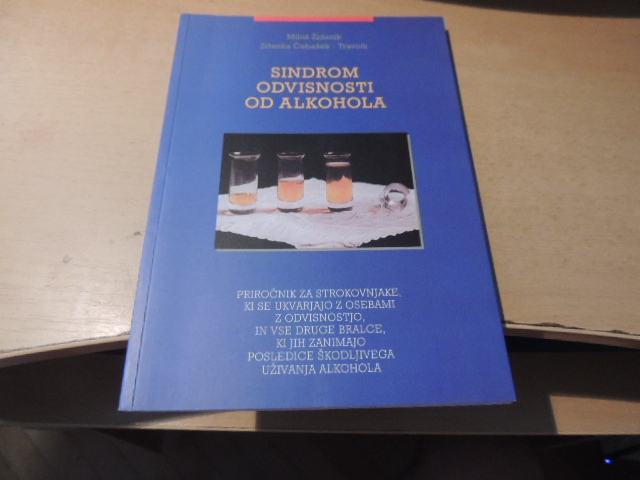 Miloš Židanik
Zdenka Čebašek - Travnik
SINDROM
ODVISNOSTI
OD ALKOHOLA
PRIROČNIK ZA STROKOVNJAKE,
KI SE UKVARJAJO Z OSEBAMI
Z ODVISNOSTJO,
IN VSE DRUGE BRALCE,
KI JIH ZANIMAJO
POSLEDICE ŠKODLJIVEGA
UŽIVANJA ALKOHOLA